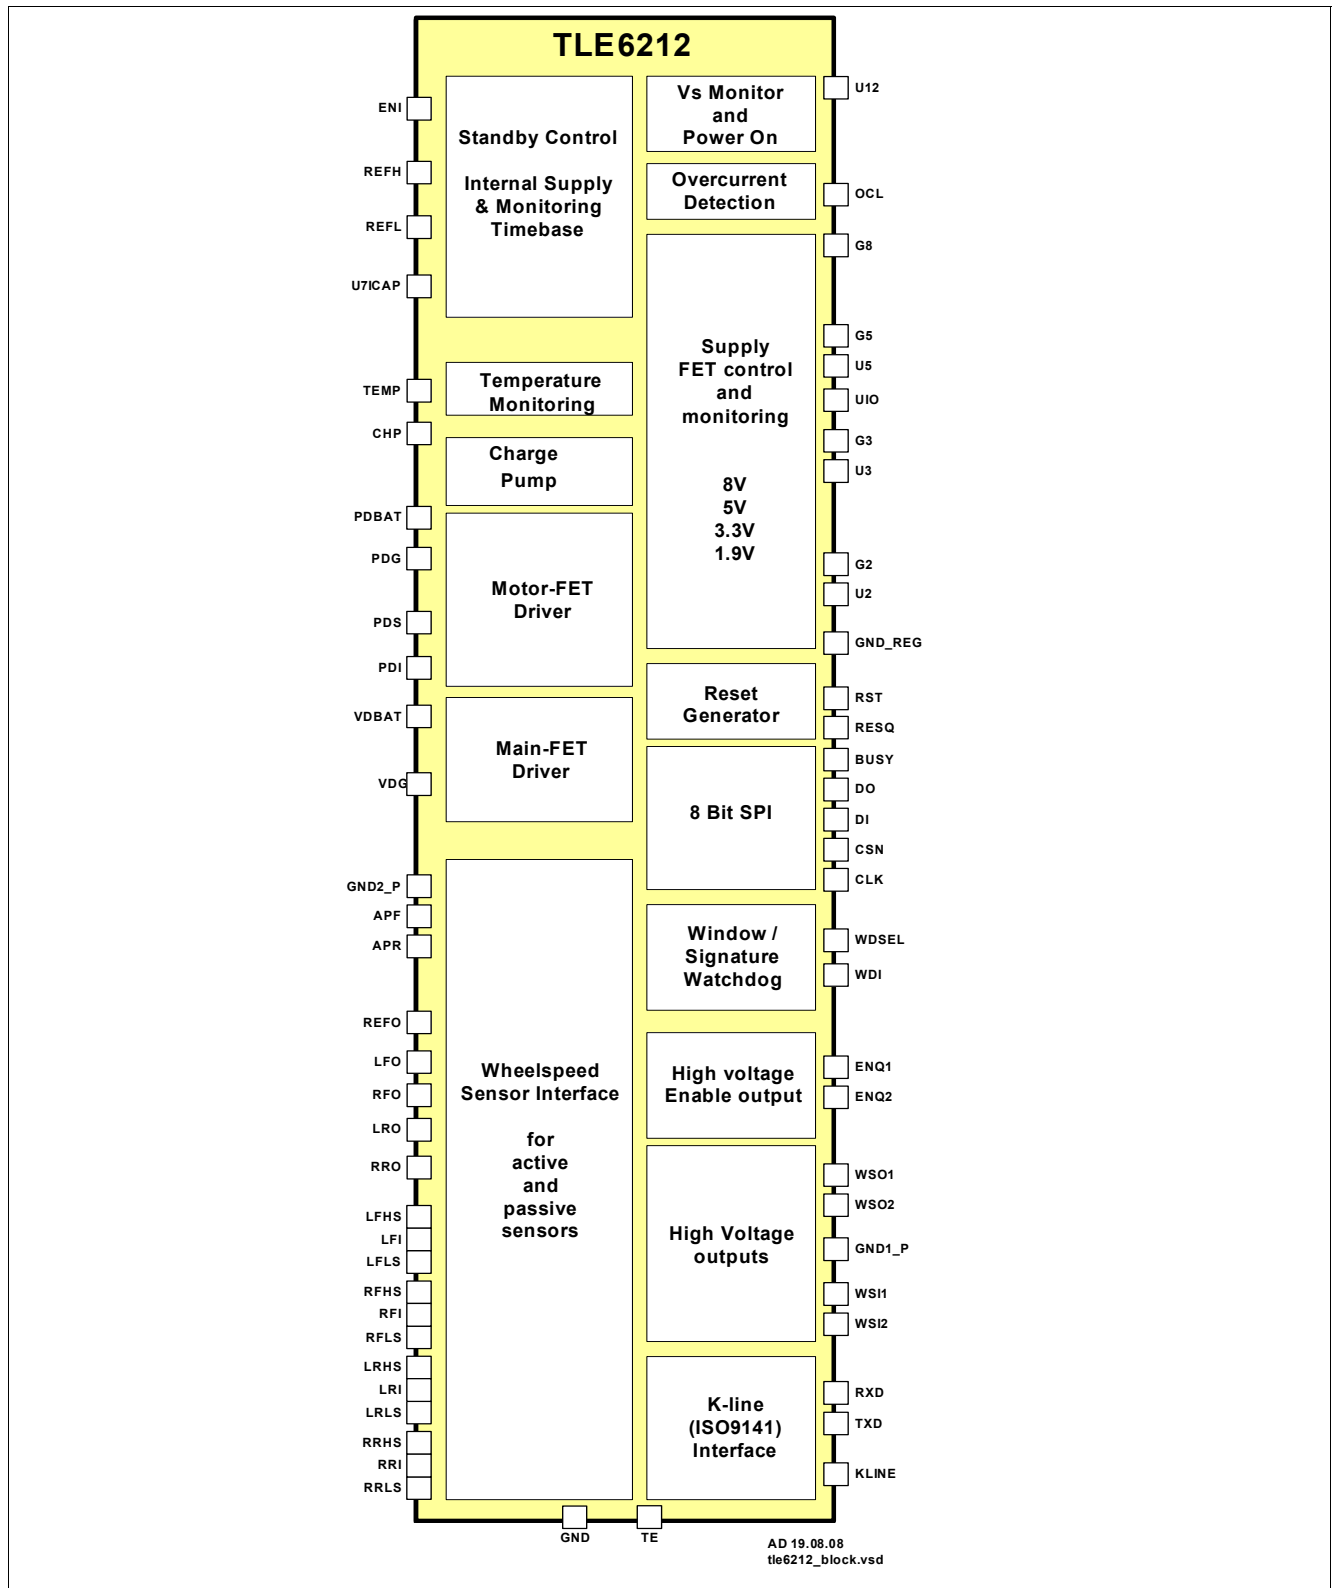 TLE6212
ENI
REFH
REFL
U7ICAP
TEMP
CHP
PDBAT
PDG
PDS
PDI
VDBAT
VDG
GND2_P
APF
APR
REFO
LFO
RFO
LRO
RRO
LFHS
LFI
LFLS
RFHS
RFI
RFLS
LRHS
LRI
LRLS
RRHS
RRI
RRLS
Standby Control
Internal Supply
& Monitoring
Timebase
Temperature
Monitoring
Charge
Pump
Motor-FET
Driver
Main-FET
Driver
Wheelspeed
Sensor Interface
for
active
and
passive
sensors
Vs Monitor
and
Power On
Overcurrent
Detection
Supply
FET control
and
monitoring
8V
5V
3.3V
1.9V
Reset
Generator
8 Bit SPI
Window /
Signature
Watchdog
High voltage
Enable output
High Voltage
outputs
K-line
(ISO9141)
Interface
U12
OCL
G8
G5
U5
UIO
G3
U3
G2
U2
GND_REG
RST
RESQ
BUSY
DO
DI
CSN
CLK
WDSEL
WDI
ENQ1
ENQ2
WSO1
WSO2
GND1_P
WSI1
WSI2
RXD
TXD
KLINE
GND
TE
AD 19.08.08
tle6212_block.vsd